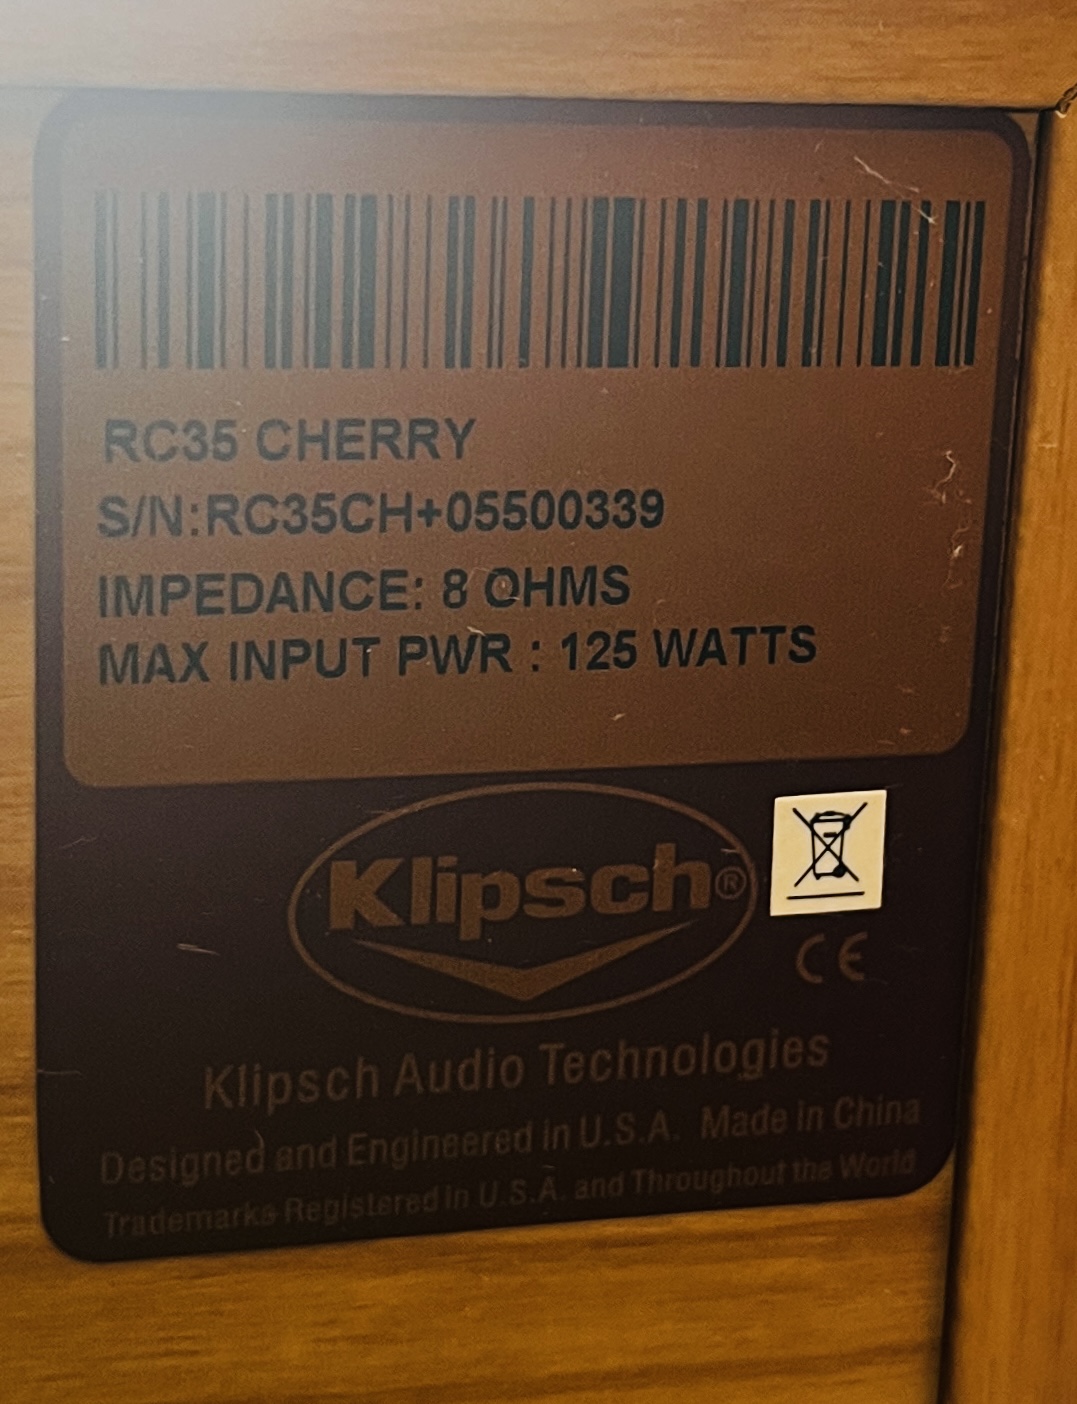 RC35 CHERRY
S/N:RC35CH+05500339
IMPEDANCE: 8 OHMS
MAX INPUT PWR : 125 WATTS
Klipsch®
CE
Klipsch Audio Technologies
Designed and Engineered in U.S.A. Made in China
Trademarks Registered in U.S.A. and Throughout the World